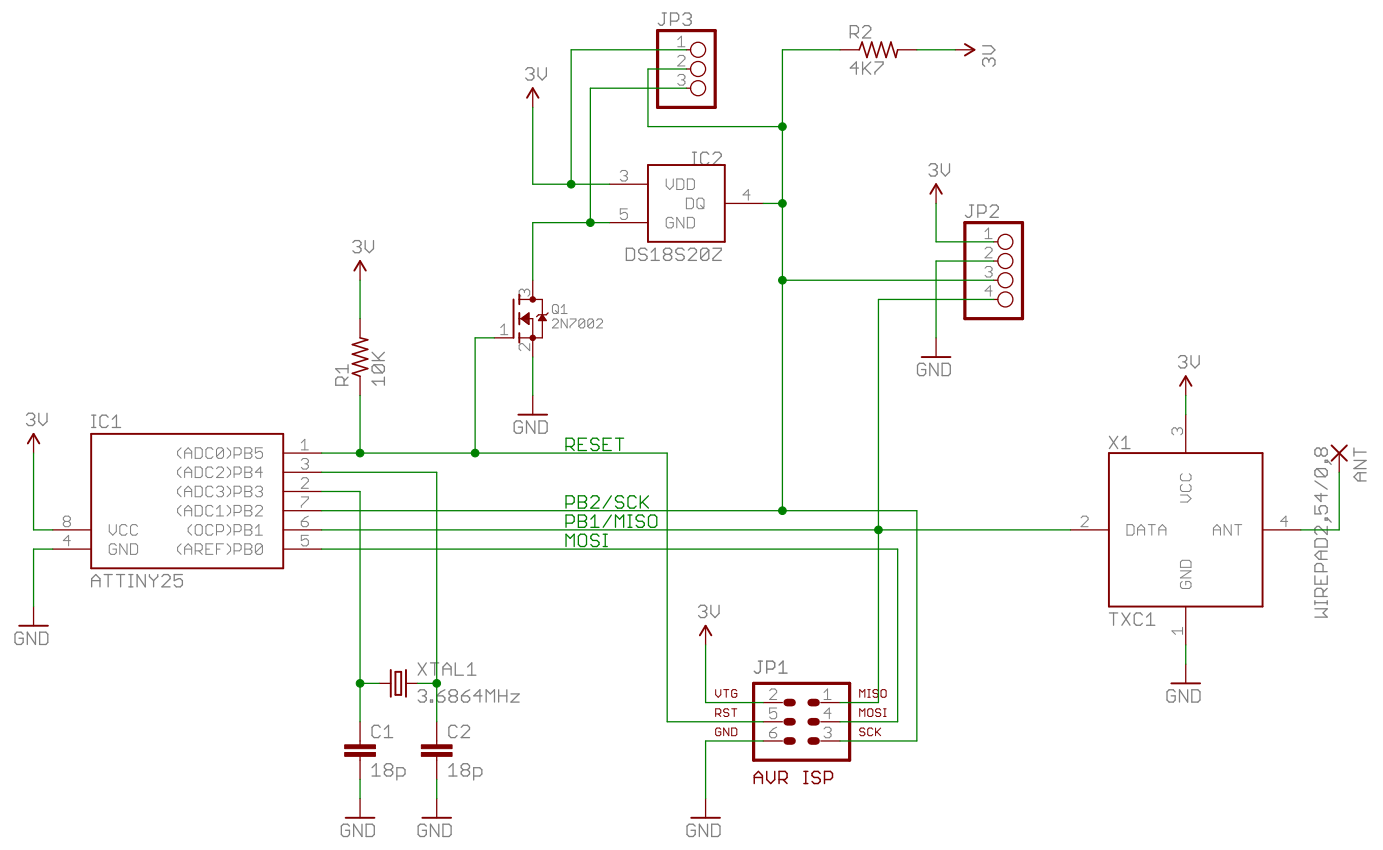 JP3
1
2
3
R2
4K7
3V
3V
IC2
3
VDD
DQ
4
5
GND
DS18S20Z
3V
JP2
1
2
3
4
GND
3V
R1
10K
3
Q1
2N7002
1
2
GND
3V
IC1
(ADC0)PB5
1
(ADC2)PB4
3
(ADC3)PB3
2
(ADC1)PB2
7
8
VCC
(OCP)PB1
6
4
GND
(AREF)PB0
5
ATTINY25
GND
RESET
PB2/SCK
PB1/MISO
MOSI
3V
X1
3
VCC
2
DATA
ANT
4
GND
TXC1
1
GND
WIREPAD2,54/0,8
ANT
XTAL1
3.6864MHz
C1
18p
C2
18p
GND
GND
3V
JP1
VTG
2
1
MISO
RST
5
4
MOSI
GND
6
3
SCK
AVR ISP
GND